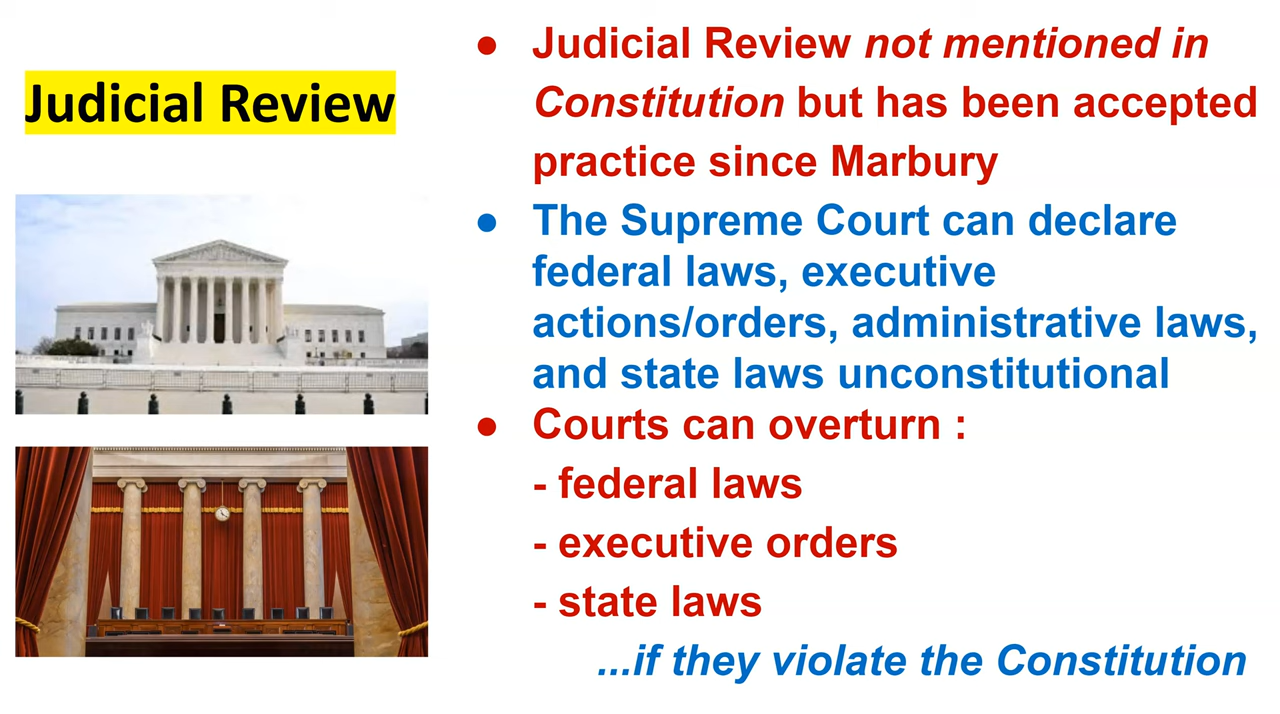 Judicial Review
● Judicial Review not mentioned in
Constitution but has been accepted
practice since Marbury
● The Supreme Court can declare
federal laws, executive
actions/orders, administrative laws,
and state laws unconstitutional
● Courts can overturn :
- federal laws
- executive orders
- state laws
...if they violate the Constitution